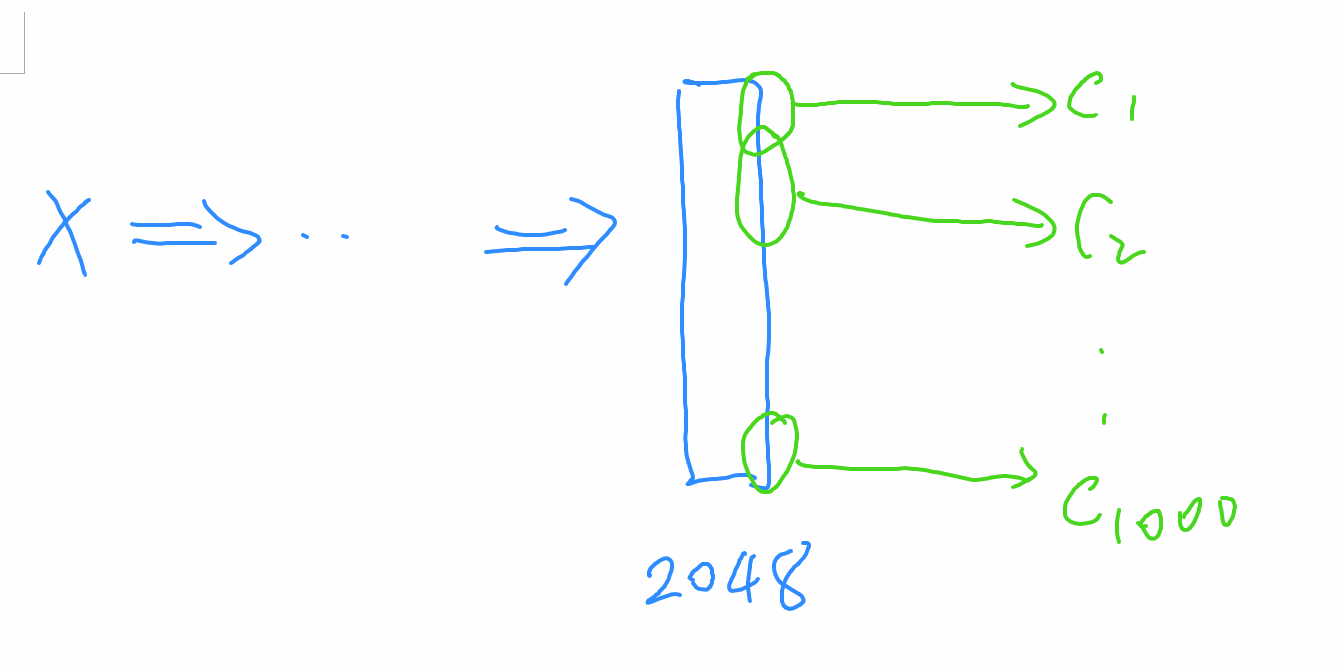 C1
X ⇒ .. ⇒
C2
.
.
C1000
2048